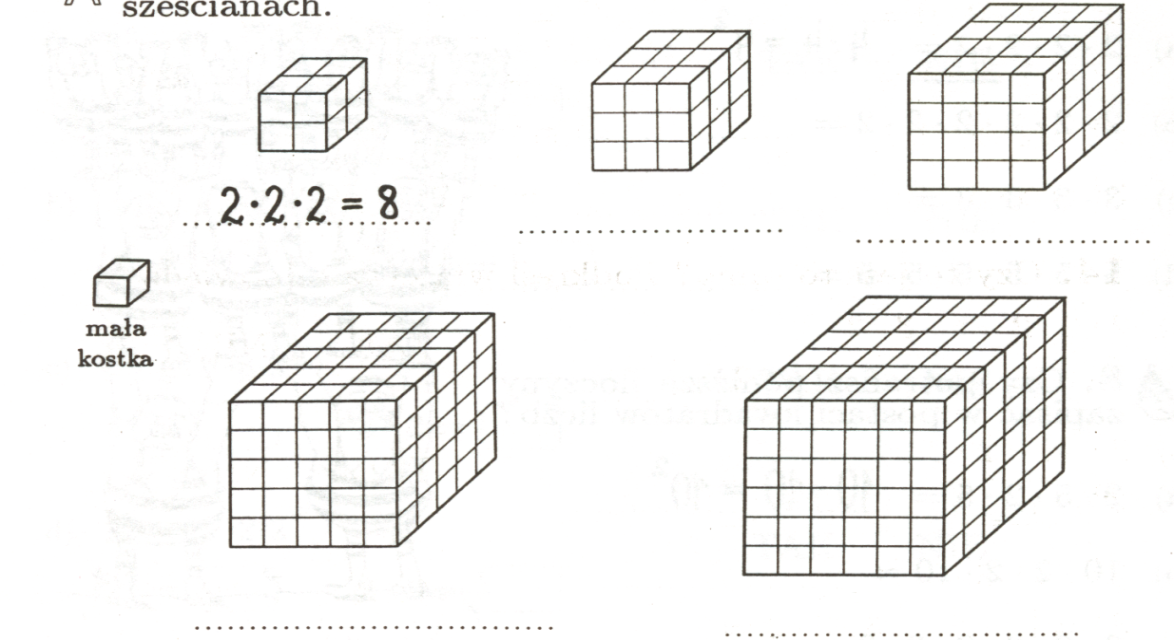 sześcianach.
2·2·2 = 8
mała
kostka